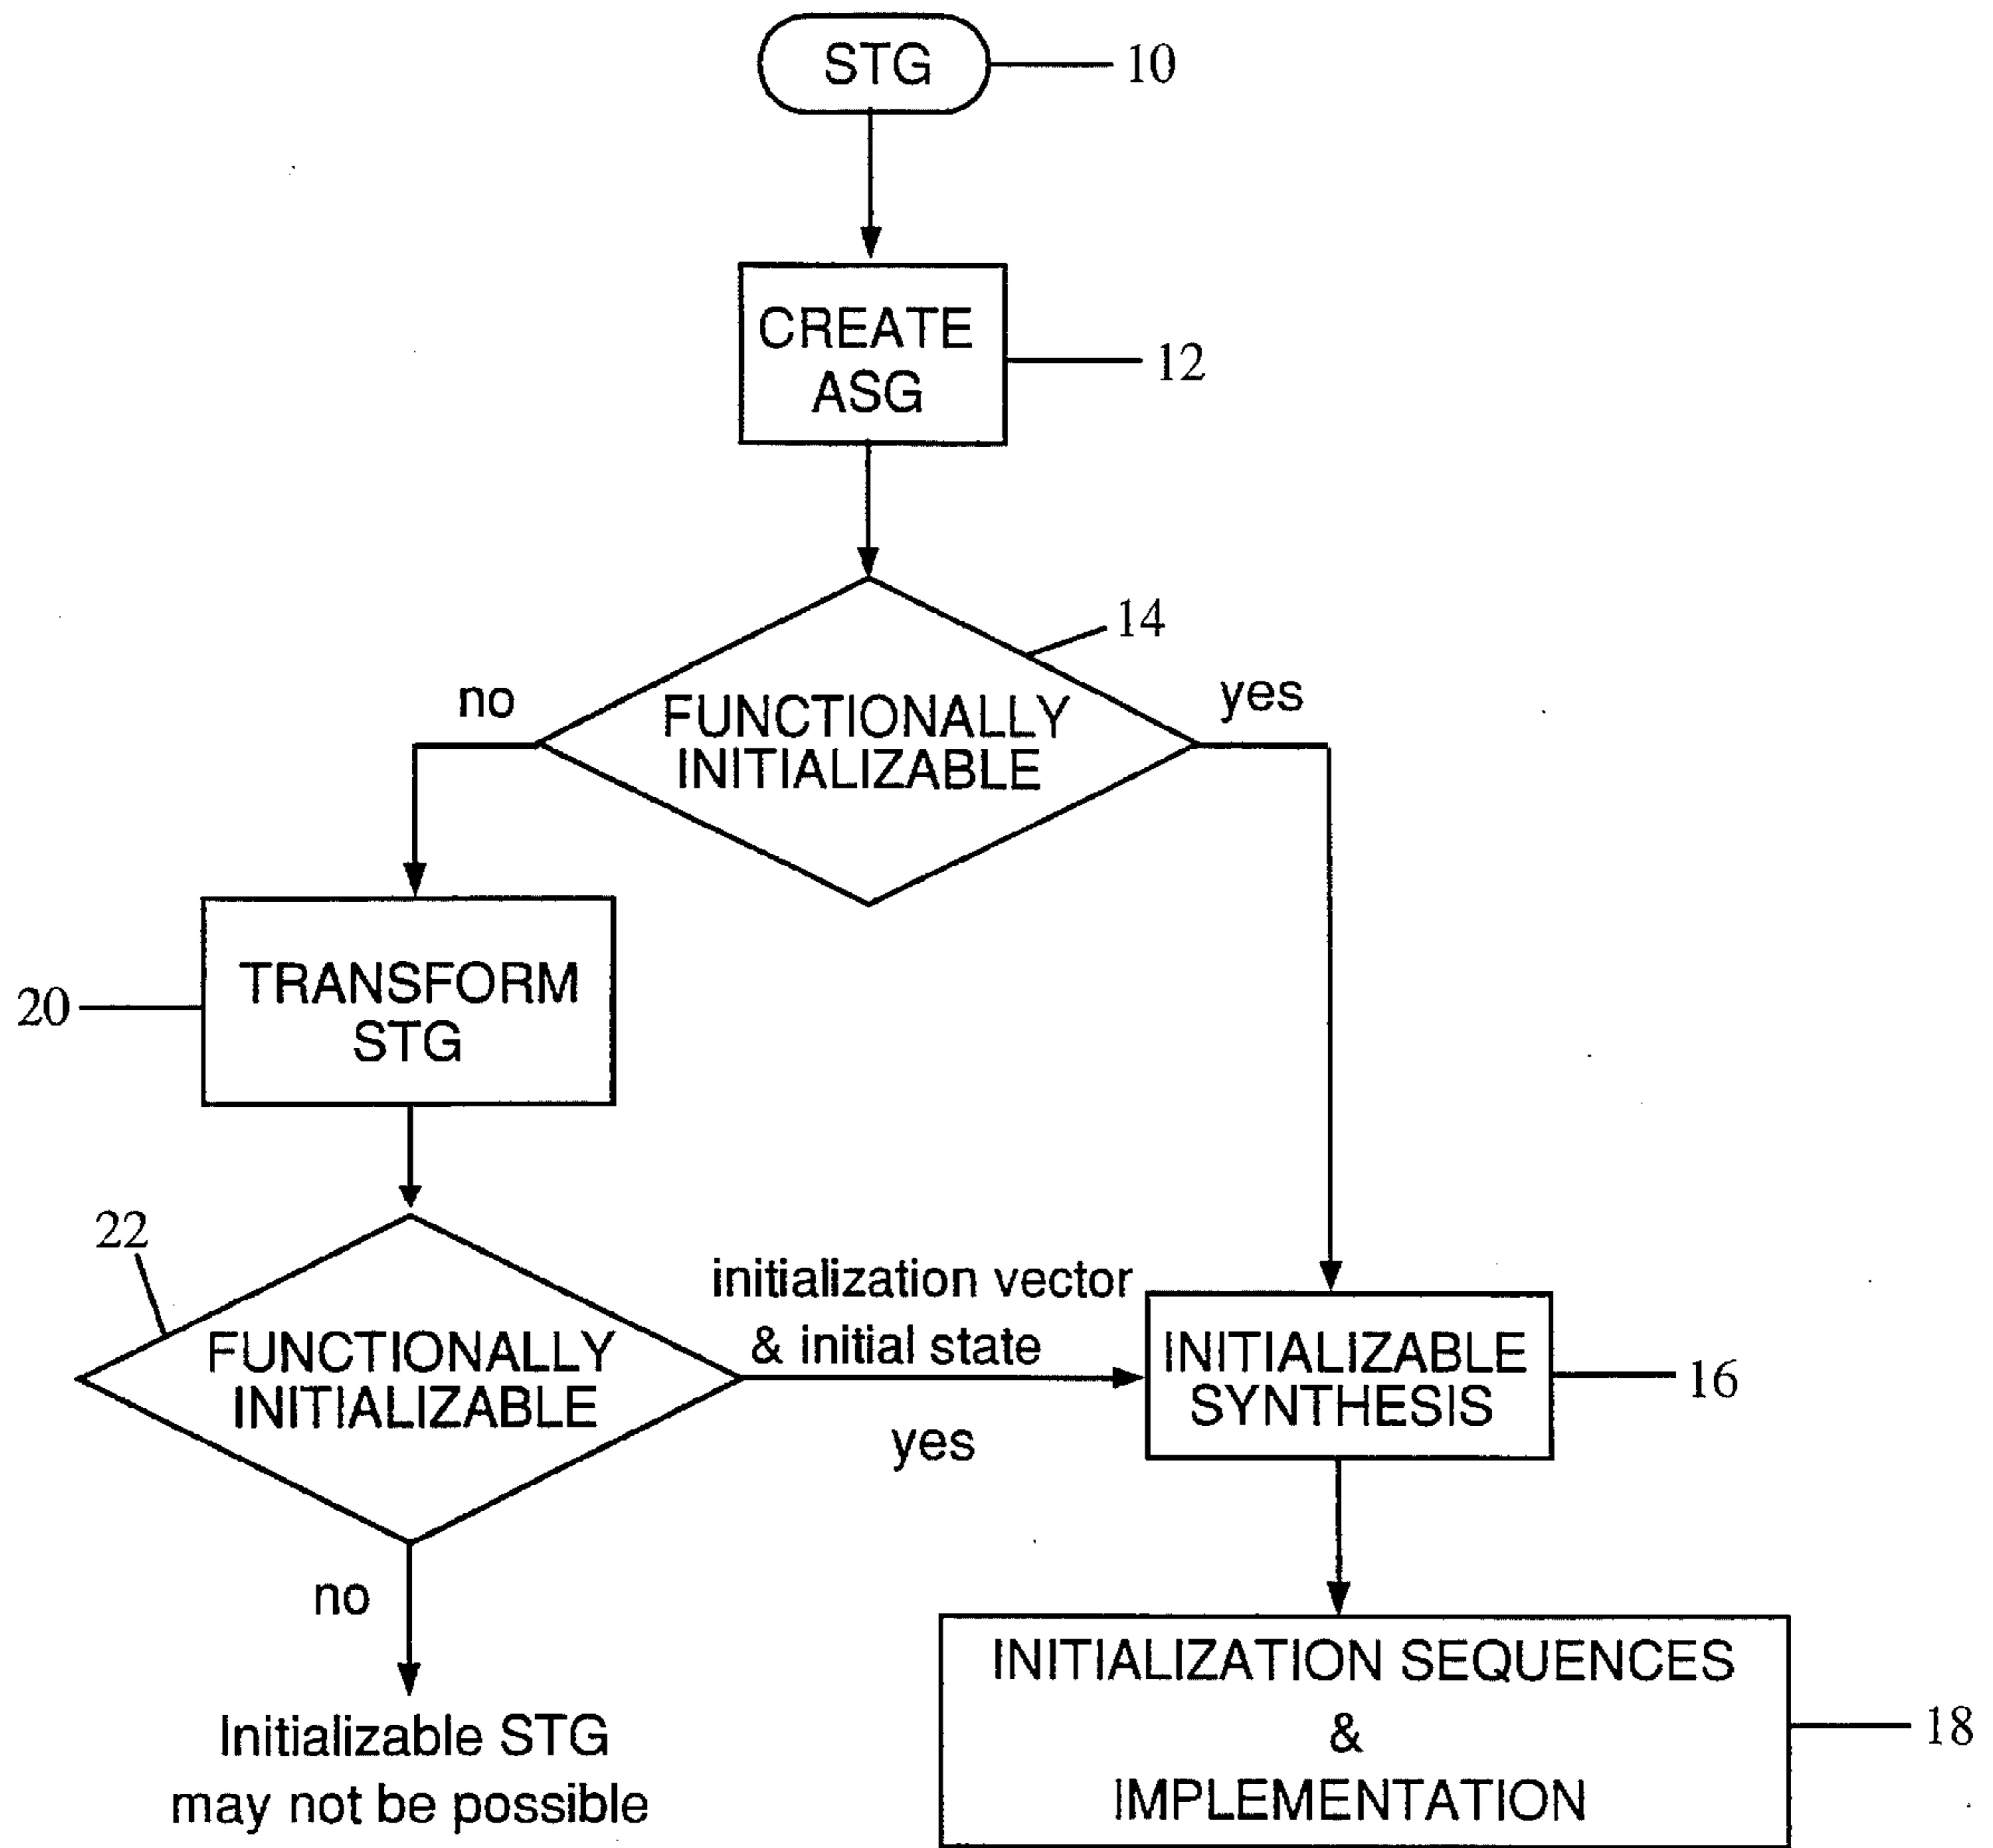 STG
10
CREATE
ASG
12
14
no
FUNCTIONALLY
INITIALIZABLE
yes
20
TRANSFORM
STG
22
FUNCTIONALLY
INITIALIZABLE
initialization vector
& initial state
yes
INITIALIZABLE
SYNTHESIS
16
no
Initializable STG
may not be possible
INITIALIZATION SEQUENCES
&
IMPLEMENTATION
18